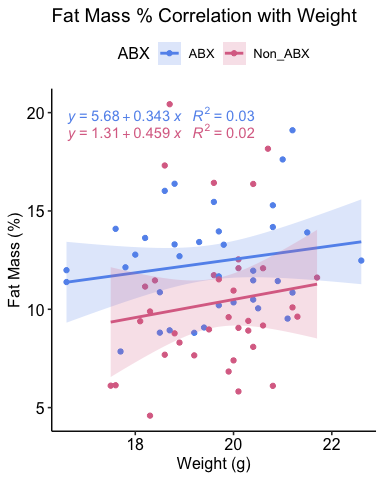 Fat Mass % Correlation with Weight
ABX ABX Non_ABX
y = 5.68 + 0.343 x R² = 0.03
y = 1.31 + 0.459 x R² = 0.02
20
15
10
5
Fat Mass (%)
18 20 22
Weight (g)